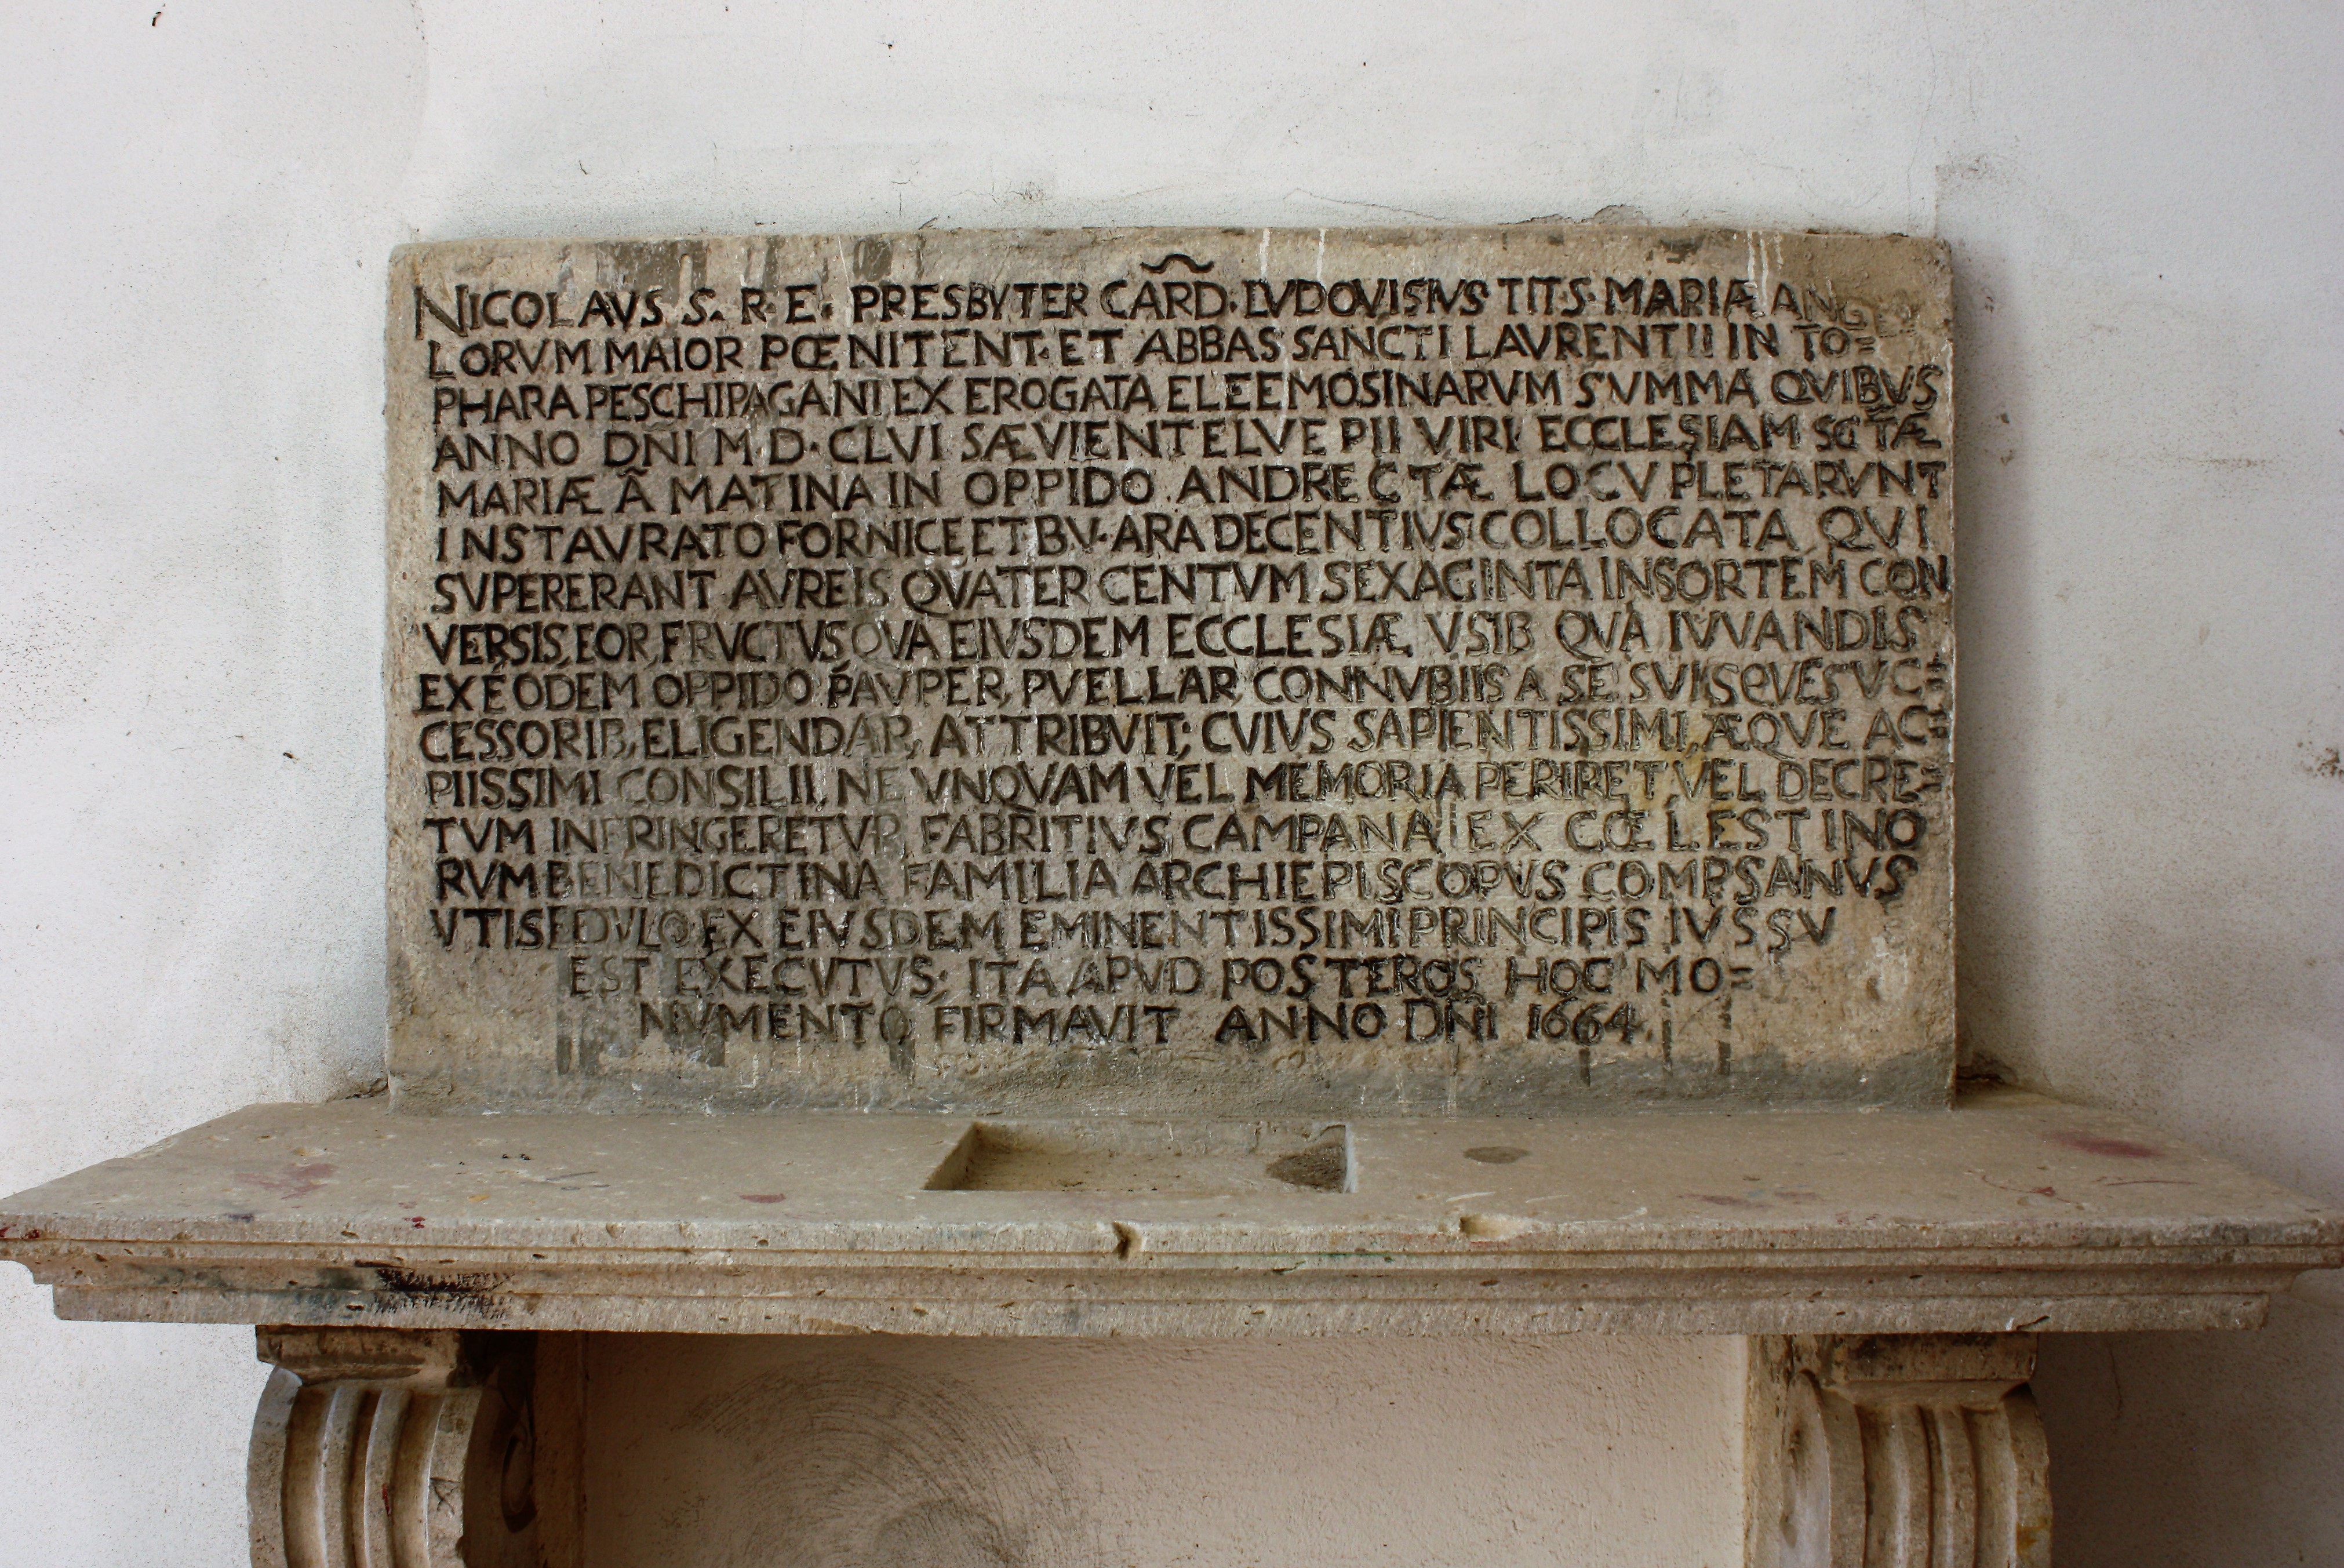 NICOLAVS S. R. E. PRESBYTER CARD. LVDOVISIVS TIT. S. MARIÆ ANGE
LORVM MAIOR PŒNITENT. ET ABBAS SANCTI LAVRENTII IN TO=
PHARA PESCHIPAGANI EX EROGATA ELEEMOSINARVM SVMMA QVIBVS
ANNO DÑI M.D.CLVI SÆVIENTE LVE PII VIRI ECCLESIAM SCTÆ
MARIÆ Ã MATINA IN OPPIDO ANDRECTÆ LOCVPLETARVNT
INSTAVRATO FORNICE ET B.V. ARA DECENTIVS COLLOCATA QVI
SVPERERANT AVREIS QVATER CENTVM SEXAGINTA IN SORTEM CON
VERSIS, EOR, FRVCTVS QVA EIVSDEM ECCLESIÆ VSIB QVA IVVANDIS
EX EODEM OPPIDO PAVPER, PVELLAR, CONNVBIIS A SE SVISQVE SVC=
CESSORIB, ELIGENDAR, ATTRIBVIT; CVIVS SAPIENTISSIMI, ÆQVE AC=
PIISSIMI CONSILII, NE VNQVAM VEL MEMORIA PERIRET VEL DECRE=
TVM INFRINGERETVR, FABRITIVS CAMPANA EX CŒLESTINO
RVM BENEDICTINA FAMILIA ARCHIEPISCOPVS COMPSANVS
VTI SEDVLO EX EIVSDEM EMINENTISSIMI PRINCIPIS IVSSV
EST EXECVTVS; ITA APVD POSTEROS HOC MO=
NVMENTO FIRMAVIT ANNO DÑI 1664